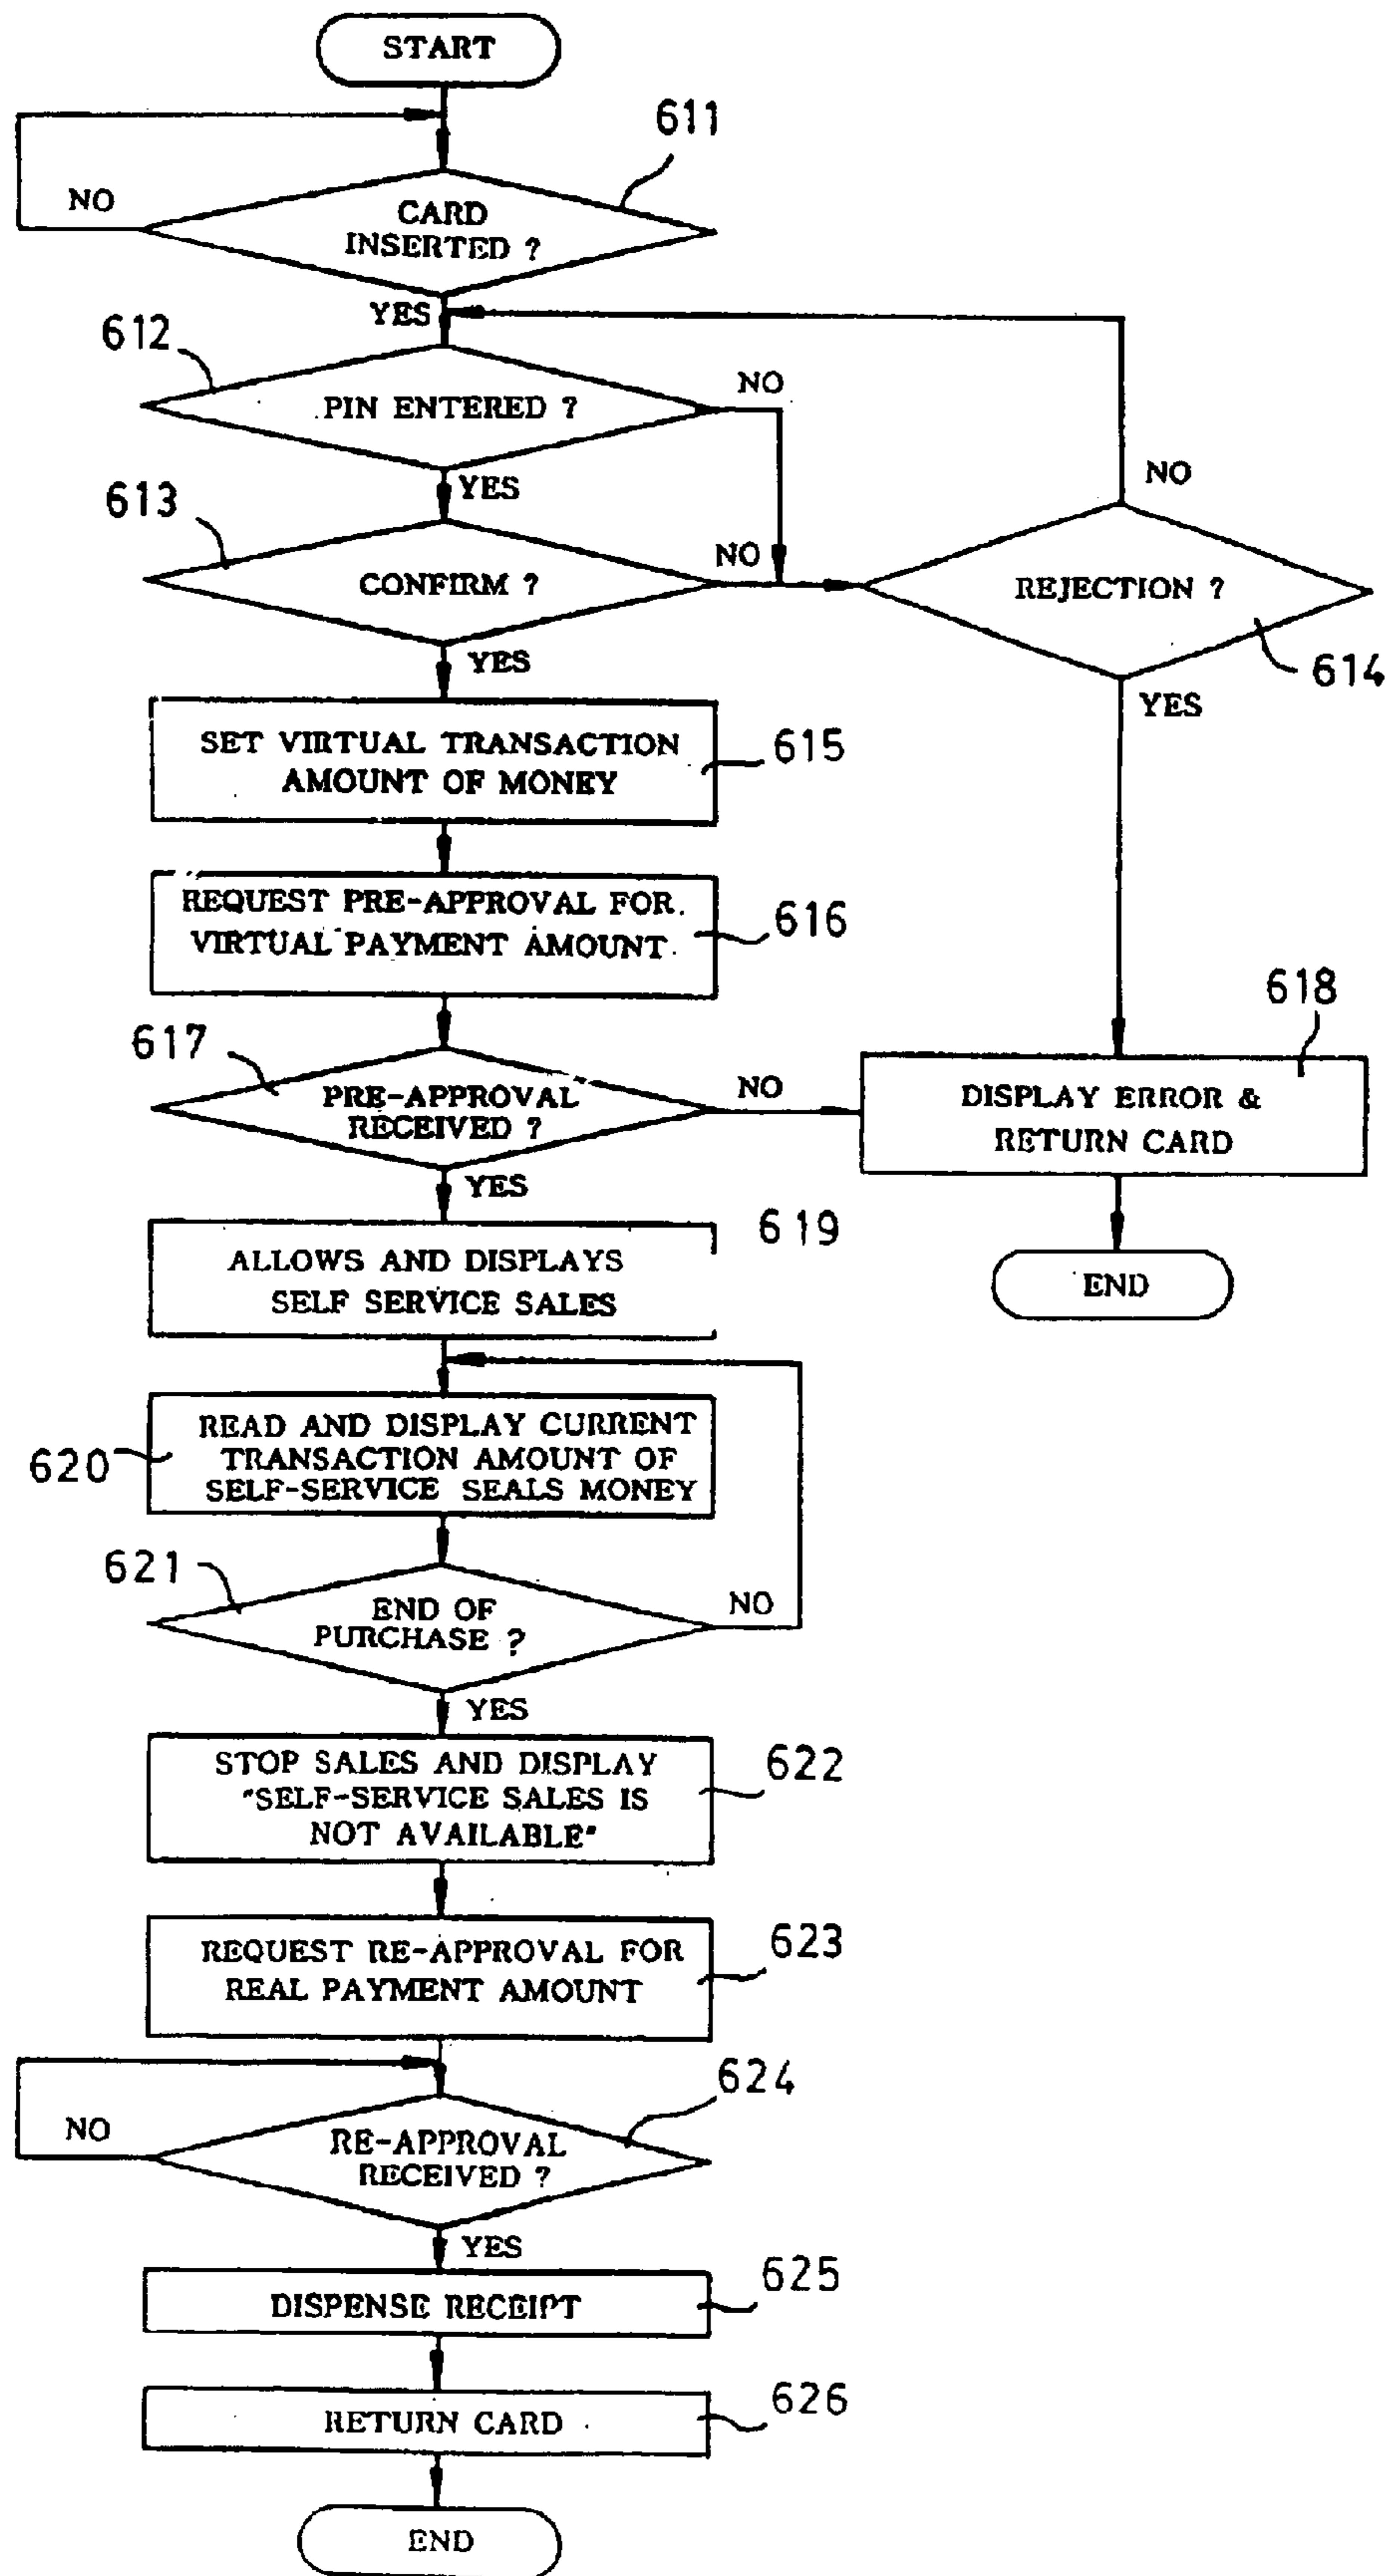 START
611
NO
CARD
INSERTED ?
YES
612
NO
PIN ENTERED ?
NO
YES
613
NO
CONFIRM ?
REJECTION ?
614
YES
YES
SET VIRTUAL TRANSACTION
AMOUNT OF MONEY
615
REQUEST PRE-APPROVAL FOR
VIRTUAL PAYMENT AMOUNT
616
618
617
NO
PRE-APPROVAL
RECEIVED ?
DISPLAY ERROR &
RETURN CARD
YES
619
ALLOWS AND DISPLAYS
SELF SERVICE SALES
END
620
READ AND DISPLAY CURRENT
TRANSACTION AMOUNT OF
SELF-SERVICE SEALS MONEY
621
NO
END OF
PURCHASE ?
YES
STOP SALES AND DISPLAY
"SELF-SERVICE SALES IS
NOT AVAILABLE"
622
REQUEST RE-APPROVAL FOR
REAL PAYMENT AMOUNT
623
624
NO
RE-APPROVAL
RECEIVED ?
YES
625
DISPENSE RECEIPT
626
RETURN CARD
END